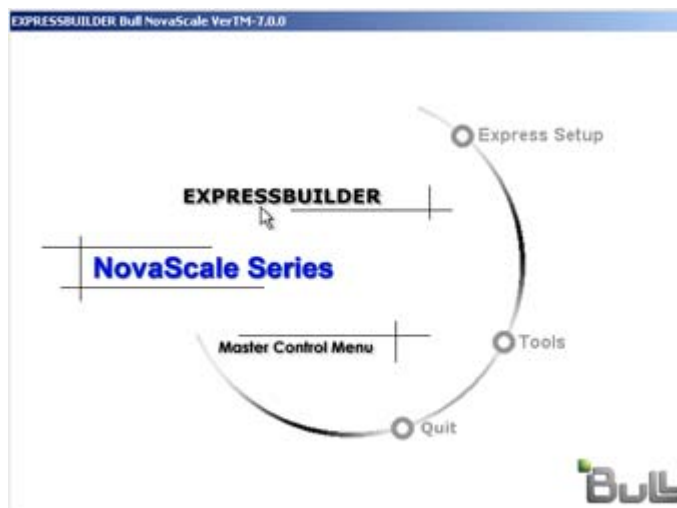 EXPRESSBUILDER Bull NovaScale VerTM-7.0.0
Express Setup
EXPRESSBUILDER
NovaScale Series
Master Control Menu
Tools
Quit
Bull